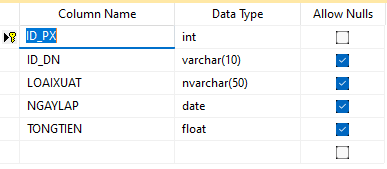 Column Name Data Type Allow Nulls
ID_PX int
ID_DN varchar(10)
LOAIXUAT nvarchar(50)
NGAYLAP date
TONGTIEN float